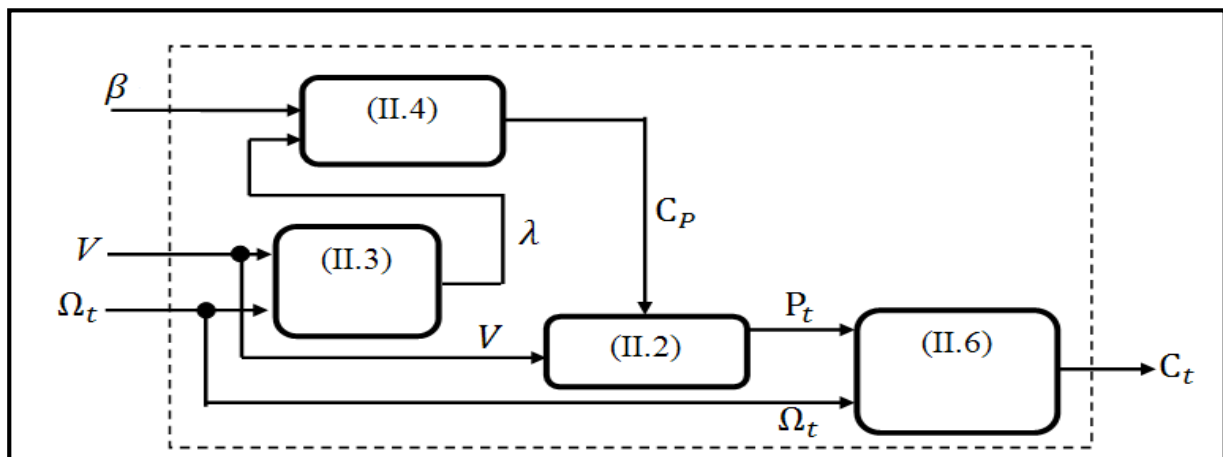 β
(II.4)
C_P
V
(II.3)
λ
Ω_t
V
(II.2)
P_t
(II.6)
C_t
Ω_t